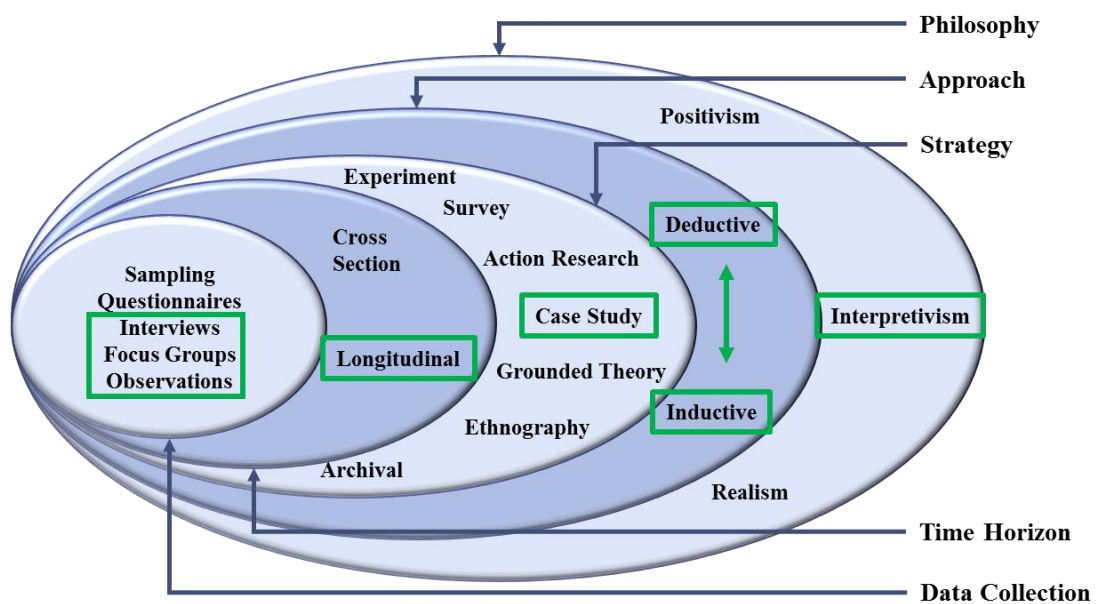 Philosophy
Approach
Positivism
Strategy
Experiment
Survey
Deductive
Cross
Section
Action Research
Sampling
Questionnaires
Interviews
Focus Groups
Observations
Case Study
Interpretivism
Longitudinal
Grounded Theory
Inductive
Ethnography
Archival
Realism
Time Horizon
Data Collection